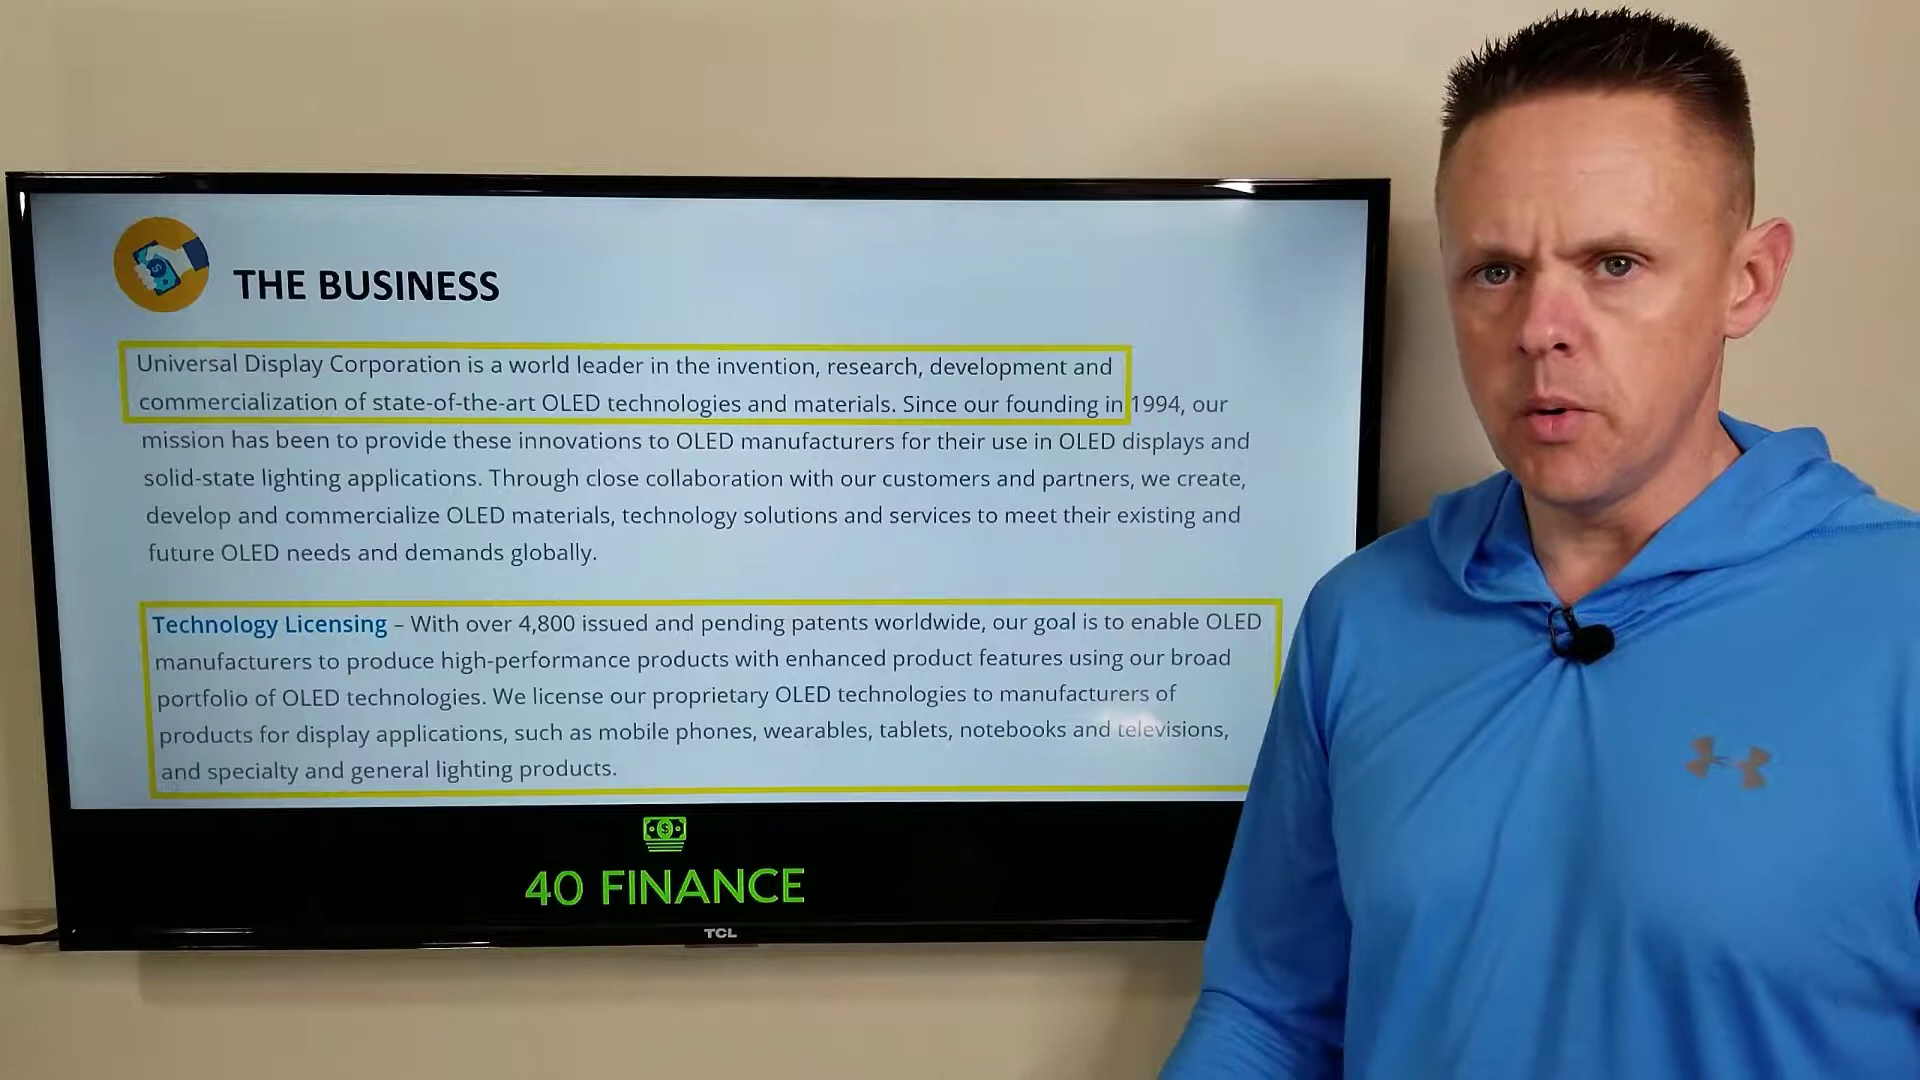 THE BUSINESS
Universal Display Corporation is a world leader in the invention, research, development and
commercialization of state-of-the-art OLED technologies and materials. Since our founding in 1994, our
mission has been to provide these innovations to OLED manufacturers for their use in OLED displays and
solid-state lighting applications. Through close collaboration with our customers and partners, we create,
develop and commercialize OLED materials, technology solutions and services to meet their existing and
future OLED needs and demands globally.
Technology Licensing – With over 4,800 issued and pending patents worldwide, our goal is to enable OLED
manufacturers to produce high-performance products with enhanced product features using our broad
portfolio of OLED technologies. We license our proprietary OLED technologies to manufacturers of
products for display applications, such as mobile phones, wearables, tablets, notebooks and televisions,
and specialty and general lighting products.
40 FINANCE
TCL